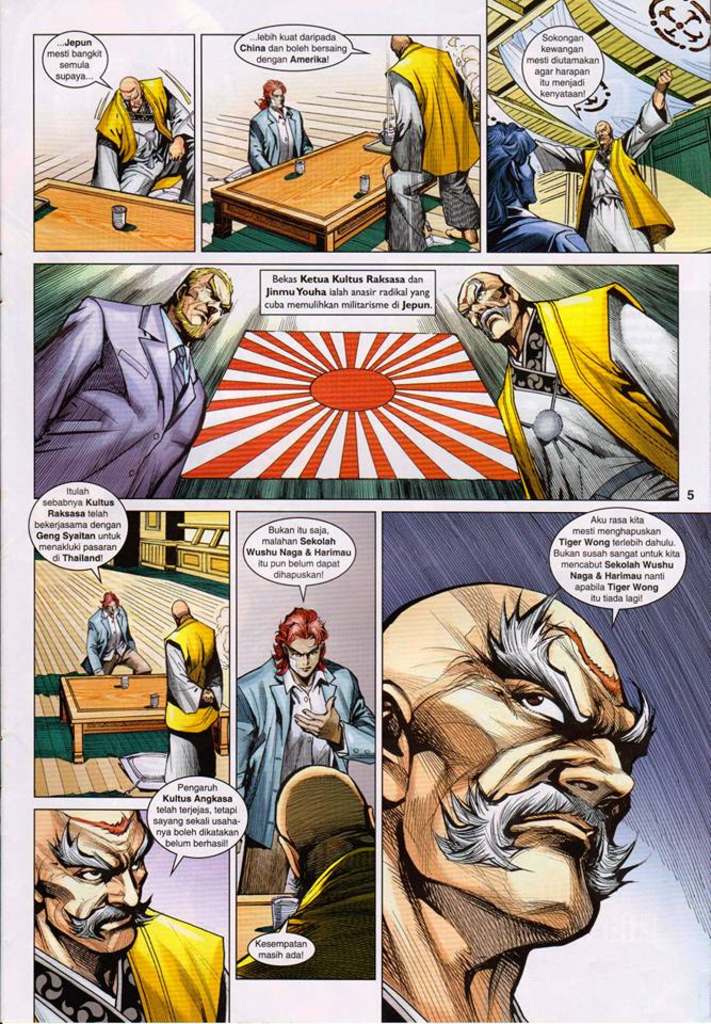 ...Jepun
mesti bangkit
semula
supaya...
...lebih kuat daripada
China dan boleh bersaing
dengan Amerika!
Sokongan
kewangan
mesti diutamakan
agar harapan
itu menjadi
kenyataan!
Bekas Ketua Kultus Raksasa dan
Jinmu Youha ialah anasir radikal yang
cuba memulihkan militarisme di Jepun.
5
Itulah
sebabnya Kultus
Raksasa telah
bekerjasama dengan
Geng Syaitan untuk
menakluki pasaran
di Thailand!
Pengaruh
Kultus Angkasa
telah terjejas, tetapi
sayang sekali usaha
boleh dikatakan
belum berhasil!
Bukan itu saja,
malahan Sekolah
Wushu Naga & Harimau
itu pun belum dapat
dihapuskan!
Kesempatan
masih ada!
Aku rasa kita
mesti menghapuskan
Tiger Wong terlebih dahulu.
Bukan susah sangat untuk kita
mencabut Sekolah Wushu
Naga & Harimau nanti
apabila Tiger Wong
itu tiada lagi!